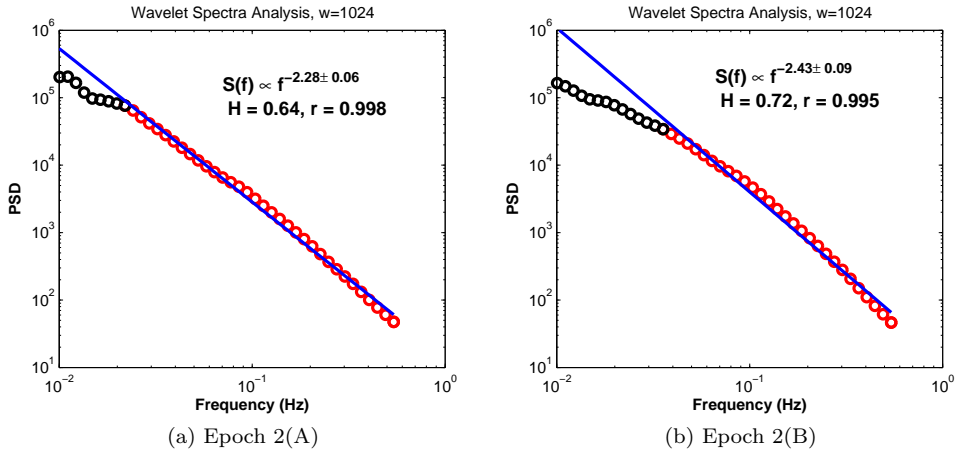 Wavelet Spectra Analysis, w=1024
10^6
10^5
10^4
10^3
10^2
10^1
PSD
S(f) ∝ f^−2.28± 0.06
H = 0.64, r = 0.998
10^−2
10^−1
10^0
Frequency (Hz)
(a) Epoch 2(A)
Wavelet Spectra Analysis, w=1024
10^6
10^5
10^4
10^3
10^2
10^1
PSD
S(f) ∝ f^−2.43± 0.09
H = 0.72, r = 0.995
10^−2
10^−1
10^0
Frequency (Hz)
(b) Epoch 2(B)